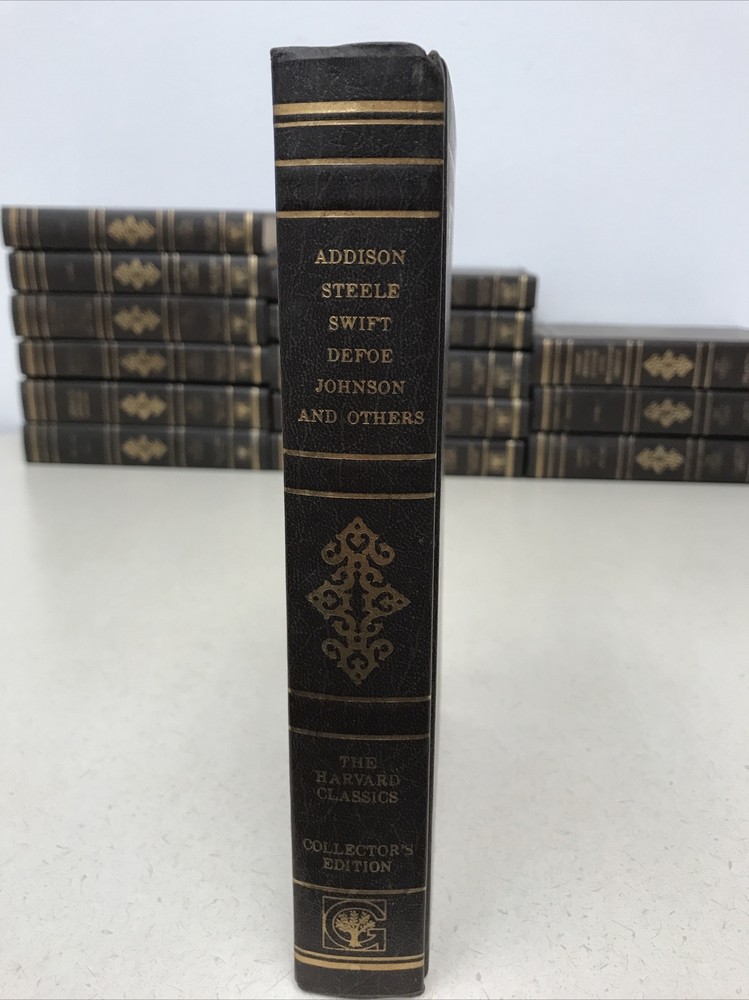 ADDISON
STEELE
SWIFT
DEFOE
JOHNSON
AND OTHERS
THE
HARVARD
CLASSICS
COLLECTOR'S
EDITION
G